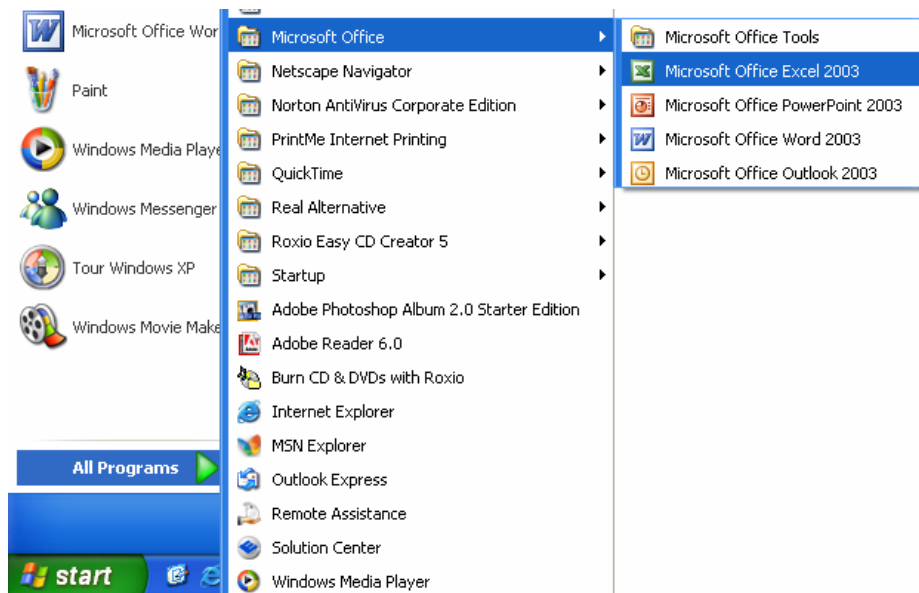 Microsoft Office Wor
Paint
Windows Media Playe
Windows Messenger
Tour Windows XP
Windows Movie Make
All Programs
start
Microsoft Office
Netscape Navigator
Norton AntiVirus Corporate Edition
PrintMe Internet Printing
QuickTime
Real Alternative
Roxio Easy CD Creator 5
Startup
Adobe Photoshop Album 2.0 Starter Edition
Adobe Reader 6.0
Burn CD & DVDs with Roxio
Internet Explorer
MSN Explorer
Outlook Express
Remote Assistance
Solution Center
Windows Media Player
Microsoft Office Tools
Microsoft Office Excel 2003
Microsoft Office PowerPoint 2003
Microsoft Office Word 2003
Microsoft Office Outlook 2003